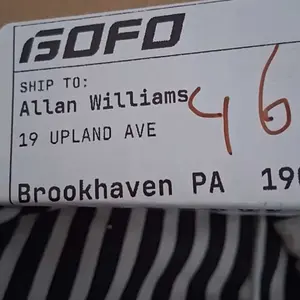 GOFO
SHIP TO:
Allan Williams
46
19 UPLAND AVE
Brookhaven PA 19